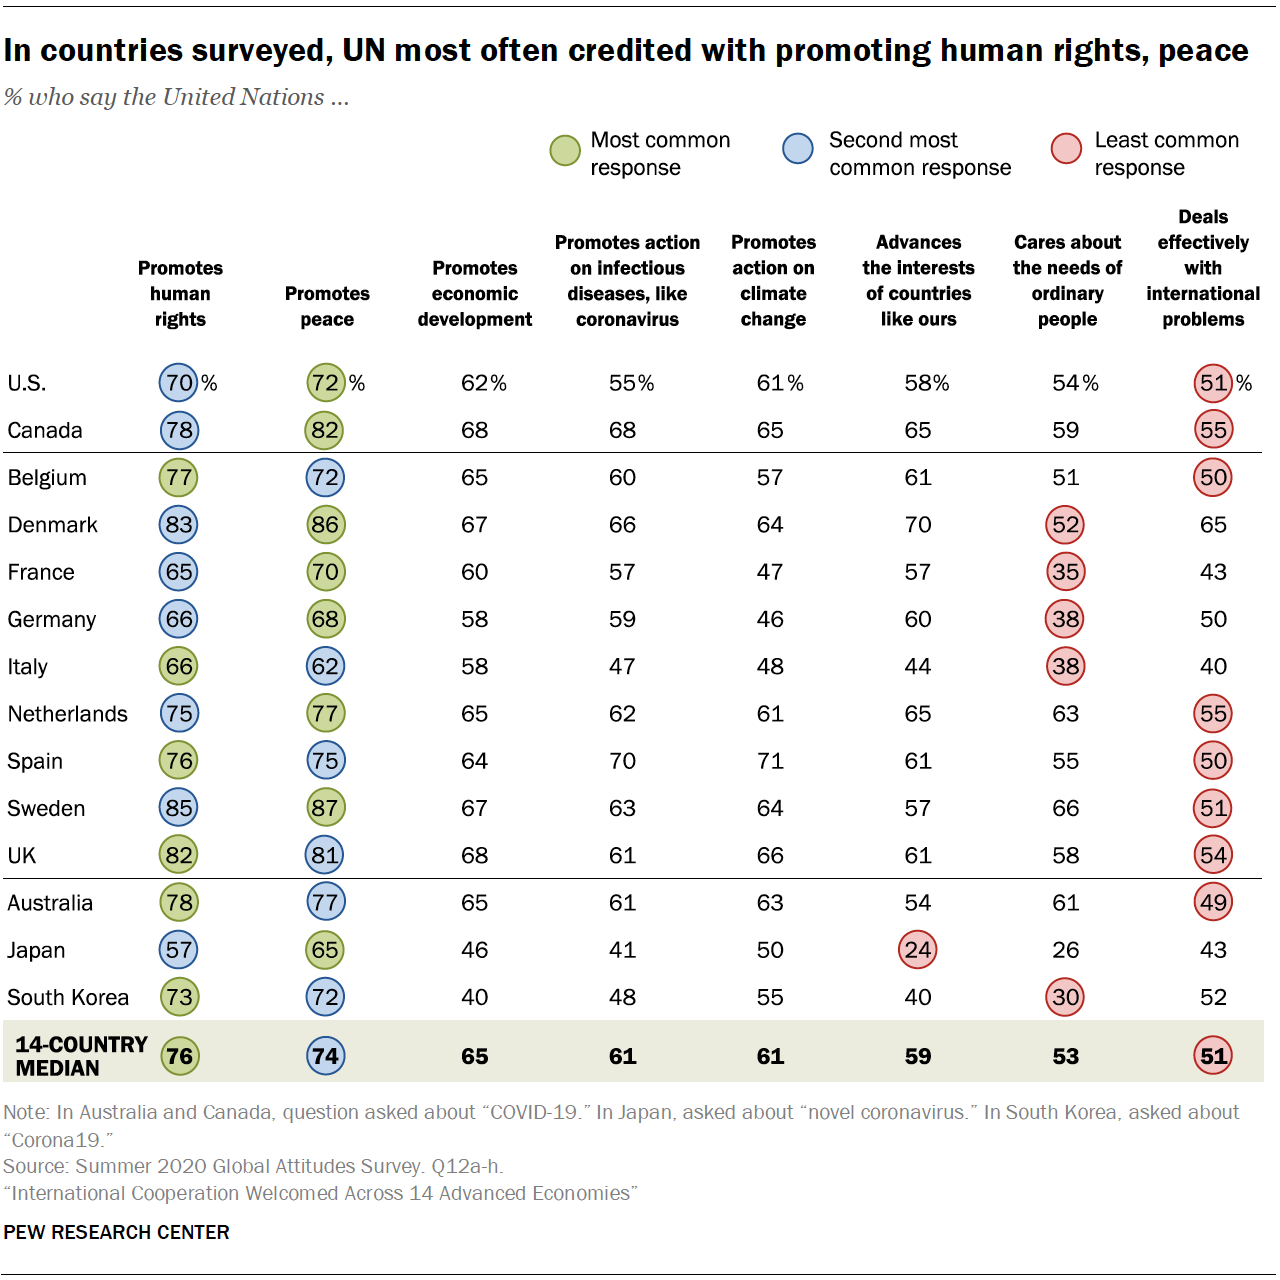 In countries surveyed, UN most often credited with promoting human rights, peace
% who say the United Nations ...
Most common response
Second most common response
Least common response
Promotes human rights
Promotes peace
Promotes economic development
Promotes action on infectious diseases, like coronavirus
Promotes action on climate change
Advances the interests of countries like ours
Cares about the needs of ordinary people
Deals effectively with international problems
U.S. 70% 72% 62% 55% 61% 58% 54% 51%
Canada 78 82 68 68 65 65 59 55
Belgium 77 72 65 60 57 61 51 50
Denmark 83 86 67 66 64 70 52 65
France 65 70 60 57 47 57 35 43
Germany 66 68 58 59 46 60 38 50
Italy 66 62 58 47 48 44 38 40
Netherlands 75 77 65 62 61 65 63 55
Spain 76 75 64 70 71 61 55 50
Sweden 85 87 67 63 64 57 66 51
UK 82 81 68 61 66 61 58 54
Australia 78 77 65 61 63 54 61 49
Japan 57 65 46 41 50 24 26 43
South Korea 73 72 40 48 55 40 30 52
14-COUNTRY MEDIAN 76 74 65 61 61 59 53 51
Note: In Australia and Canada, question asked about “COVID-19.” In Japan, asked about “novel coronavirus.” In South Korea, asked about
“Corona19.”
Source: Summer 2020 Global Attitudes Survey. Q12a-h.
“International Cooperation Welcomed Across 14 Advanced Economies”
PEW RESEARCH CENTER